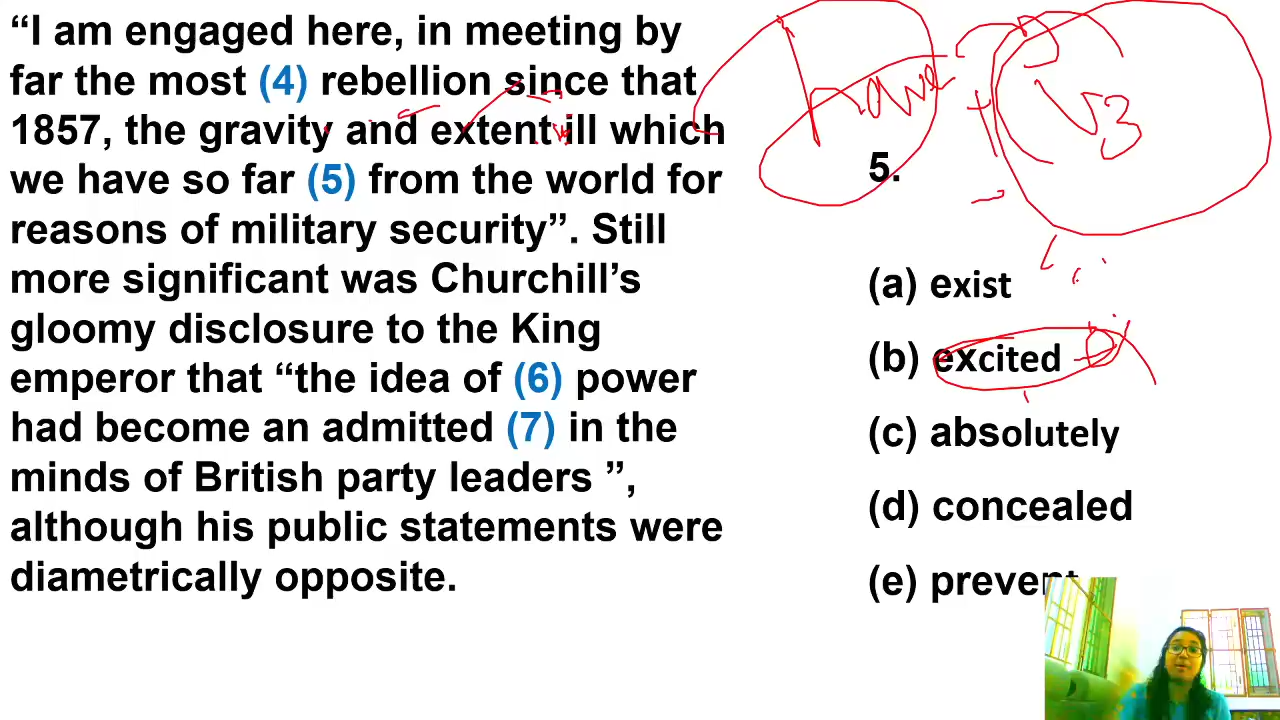 “I am engaged here, in meeting by
far the most (4) rebellion since that
1857, the gravity and extent ill which
we have so far (5) from the world for
reasons of military security”. Still
more significant was Churchill’s
gloomy disclosure to the King
emperor that “the idea of (6) power
had become an admitted (7) in the
minds of British party leaders ”,
although his public statements were
diametrically opposite.
have + V3
5.
(a) exist
(b) excited
(c) absolutely
(d) concealed
(e) prevent